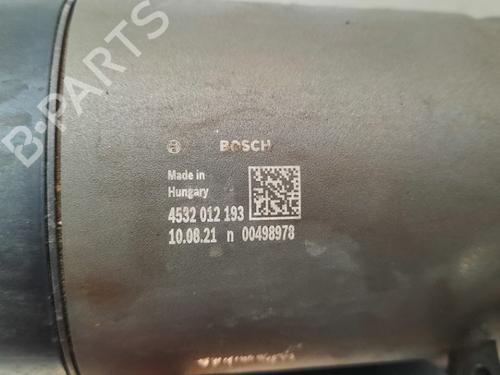 B-PARTS
BOSCH
Made in
Hungary
4532 012 193
10.08.21 n 00498978